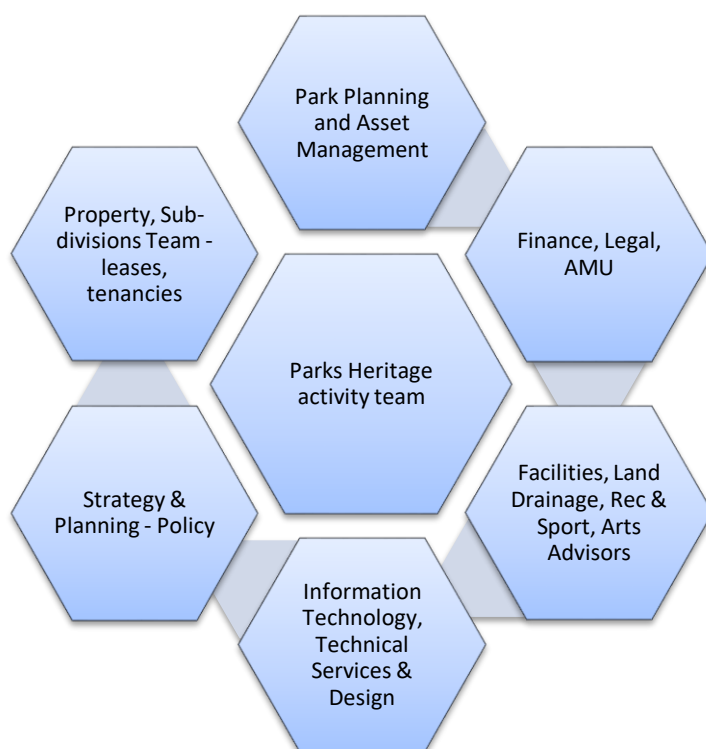 Park Planning
and Asset
Management
Property, Sub-
divisions Team -
leases,
tenancies
Finance, Legal,
AMU
Parks Heritage
activity team
Strategy &
Planning - Policy
Facilities, Land
Drainage, Rec &
Sport, Arts
Advisors
Information
Technology,
Technical
Services &
Design